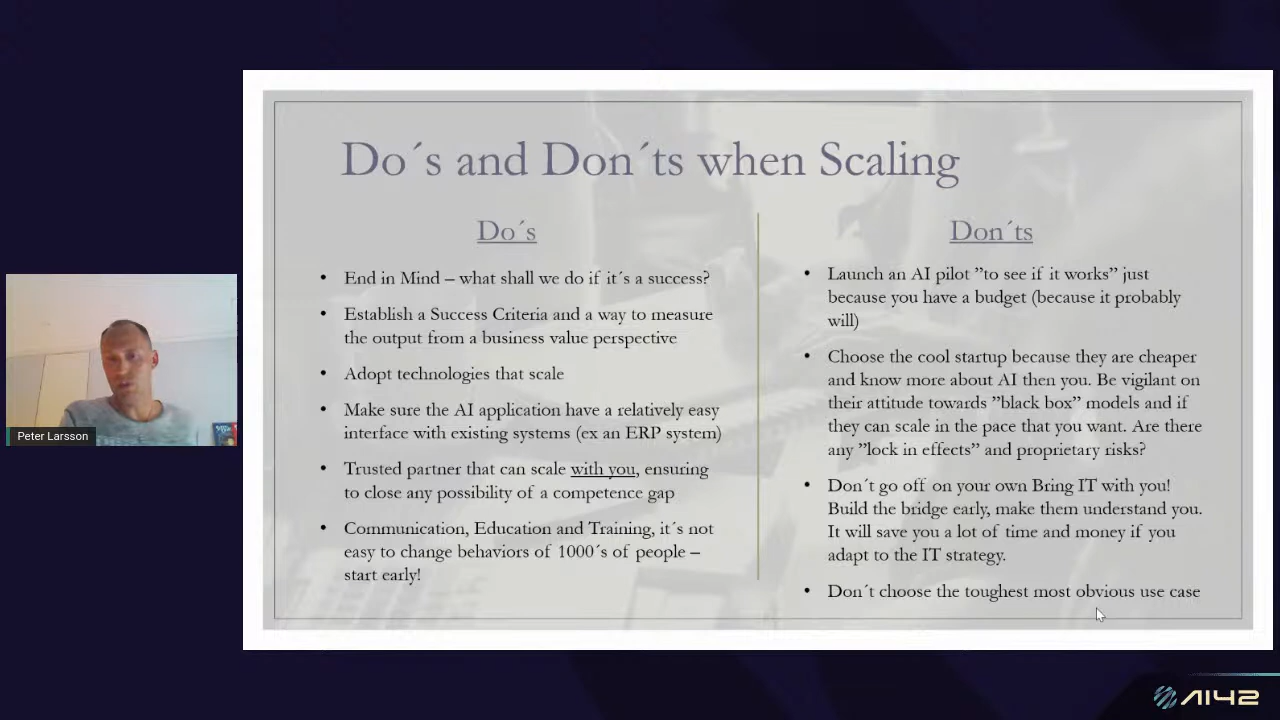 Do´s and Don´ts when Scaling
Do´s
• End in Mind – what shall we do if it´s a success?
• Establish a Success Criteria and a way to measure
the output from a business value perspective
• Adopt technologies that scale
• Make sure the AI application have a relatively easy
interface with existing systems (ex an ERP system)
• Trusted partner that can scale with you, ensuring
to close any possibility of a competence gap
• Communication, Education and Training, it´s not
easy to change behaviors of 1000´s of people –
start early!
Don´ts
• Launch an AI pilot ”to see if it works” just
because you have a budget (because it probably
will)
• Choose the cool startup because they are cheaper
and know more about AI then you. Be vigilant on
their attitude towards ”black box” models and if
they can scale in the pace that you want. Are there
any ”lock in effects” and proprietary risks?
• Don´t go off on your own Bring IT with you!
Build the bridge early, make them understand you.
It will save you a lot of time and money if you
adapt to the IT strategy.
• Don´t choose the toughest most obvious use case
Peter Larsson
AI42